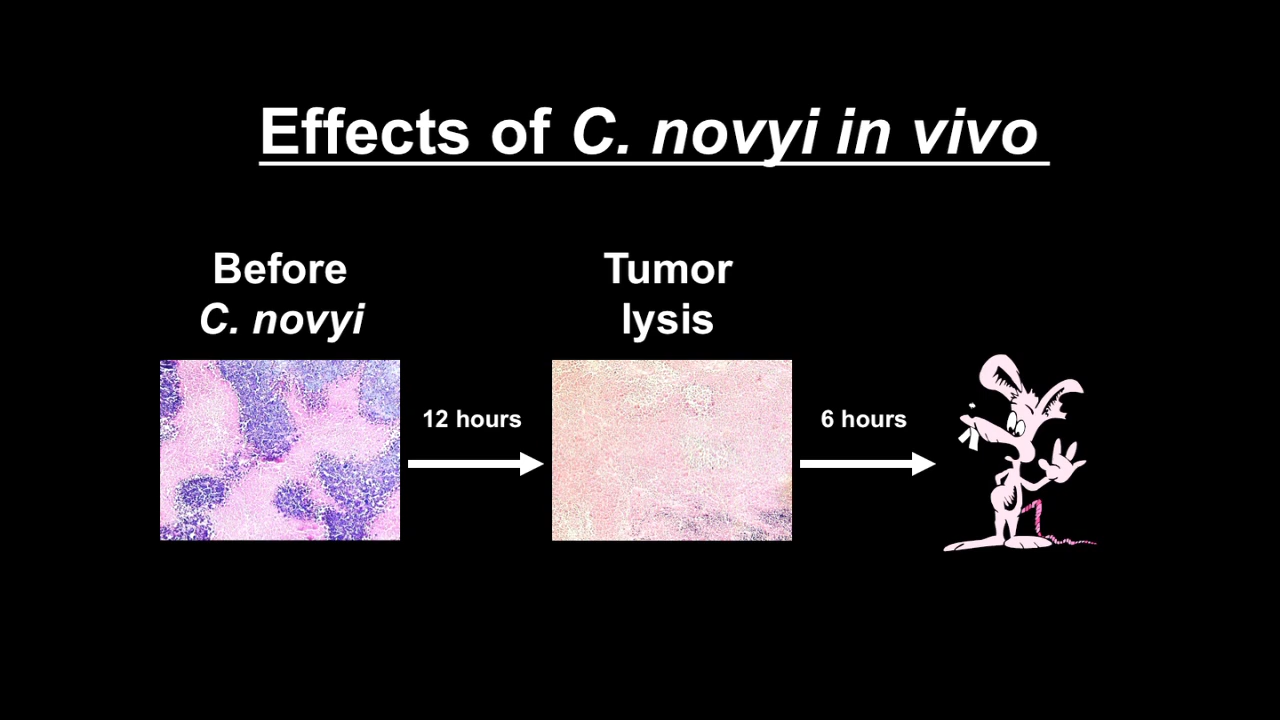 Effects of C. novyi in vivo
Before
C. novyi
Tumor
lysis
12 hours
6 hours